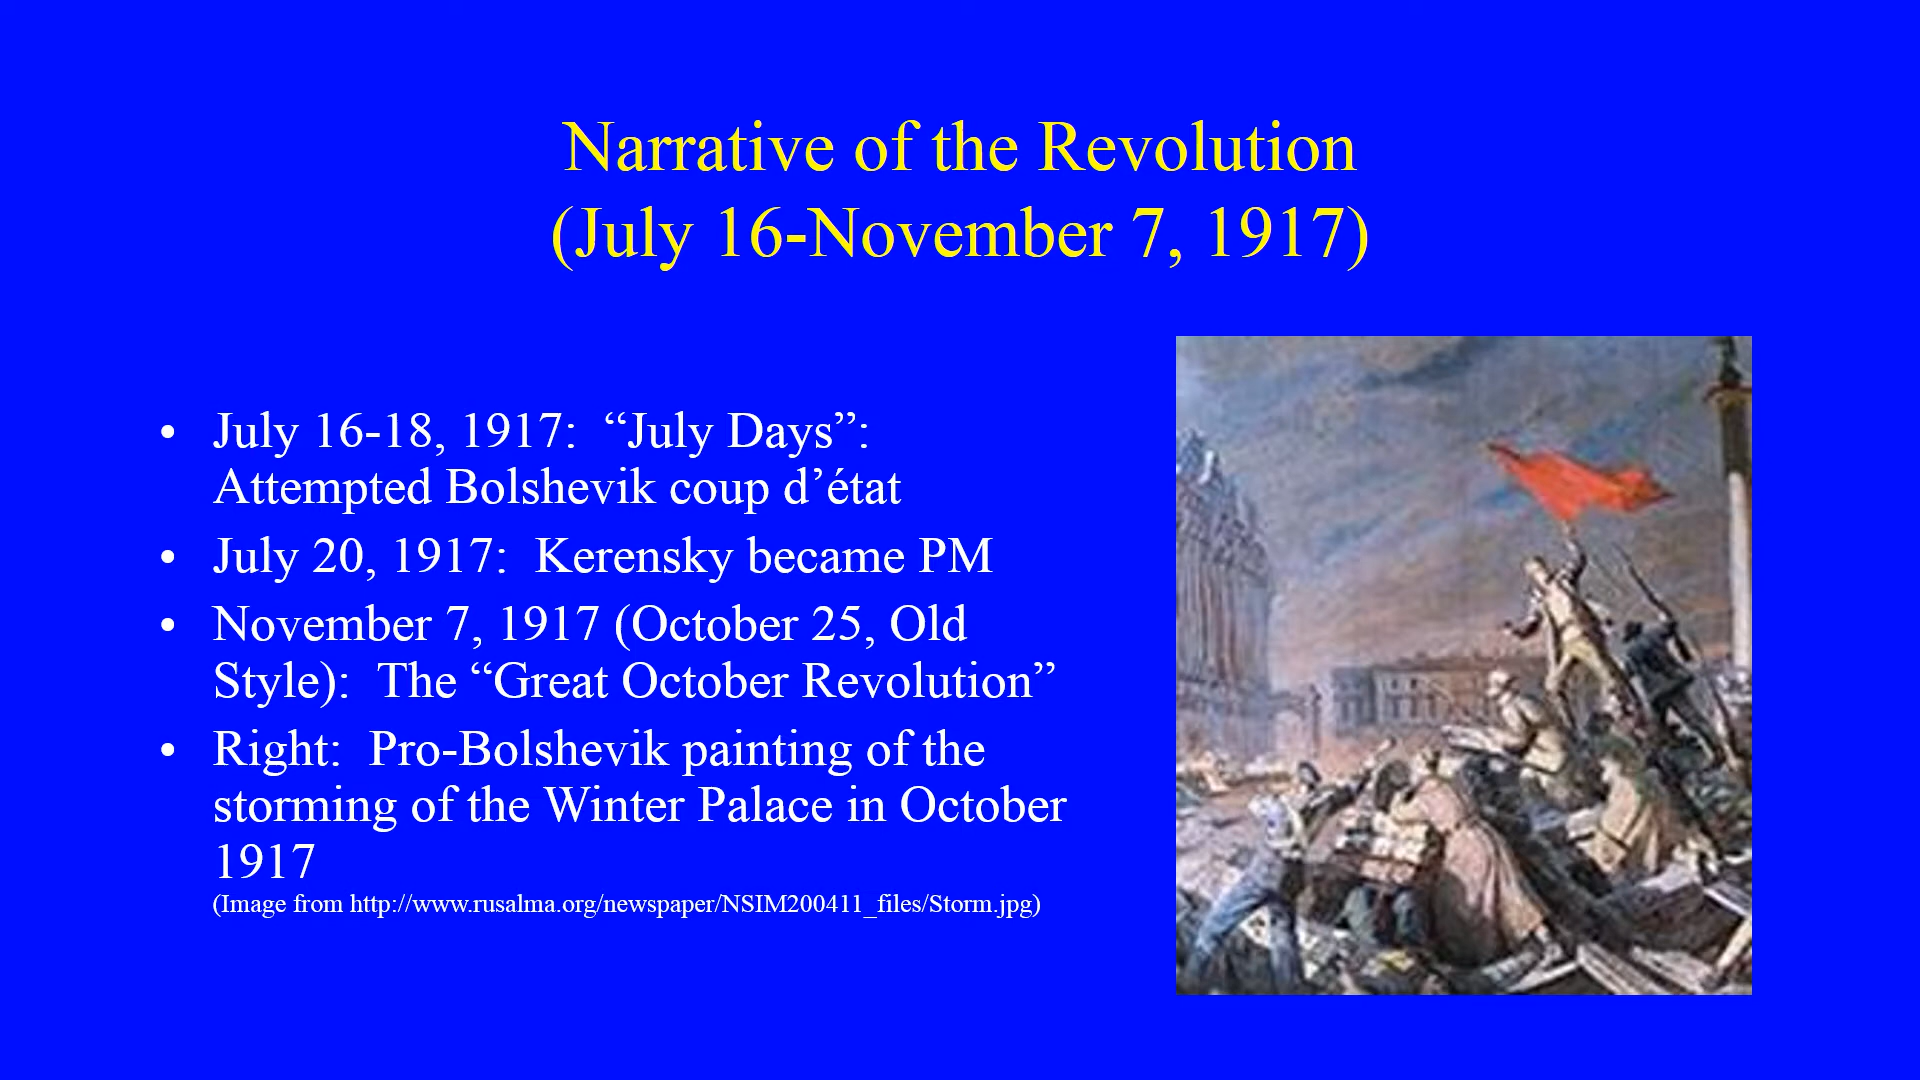 Narrative of the Revolution
(July 16-November 7, 1917)
• July 16-18, 1917:  “July Days”:
Attempted Bolshevik coup d’état
• July 20, 1917:  Kerensky became PM
• November 7, 1917 (October 25, Old
Style):  The “Great October Revolution”
• Right:  Pro-Bolshevik painting of the
storming of the Winter Palace in October
1917
(Image from http://www.rusalma.org/newspaper/NSIM200411_files/Storm.jpg)